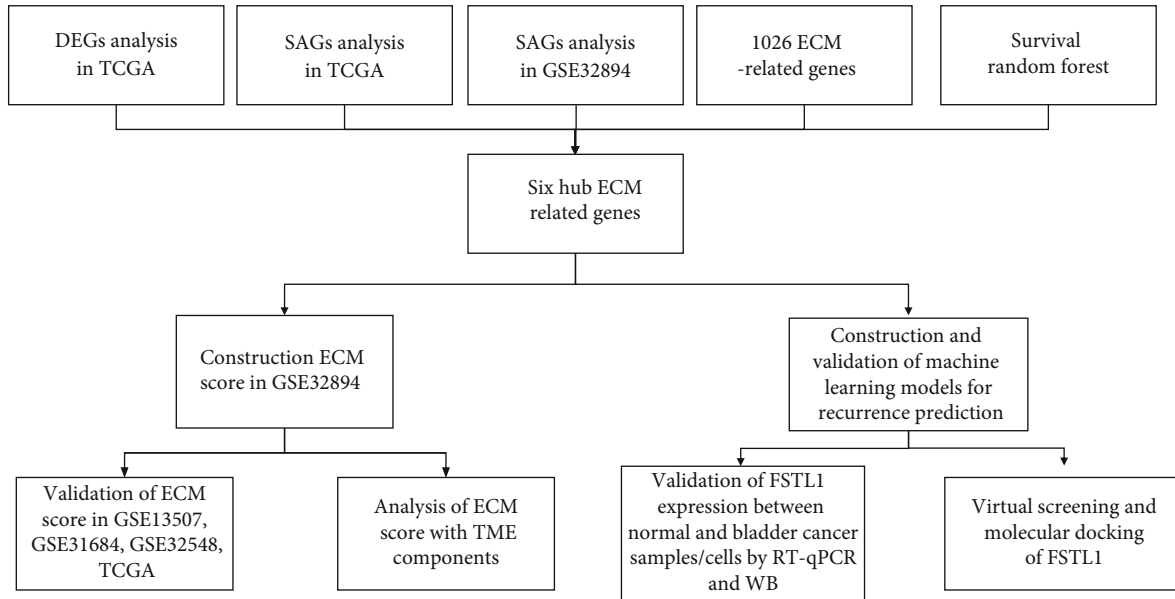 DEGs analysis
in TCGA
SAGs analysis
in TCGA
SAGs analysis
in GSE32894
1026 ECM
-related genes
Survival
random forest
Six hub ECM
related genes
Construction ECM
score in GSE32894
Construction and
validation of machine
learning models for
recurrence prediction
Validation of ECM
score in GSE13507,
GSE31684, GSE32548,
TCGA
Analysis of ECM
score with TME
components
Validation of FSTL1
expression between
normal and bladder cancer
samples/cells by RT-qPCR
and WB
Virtual screening and
molecular docking
of FSTL1